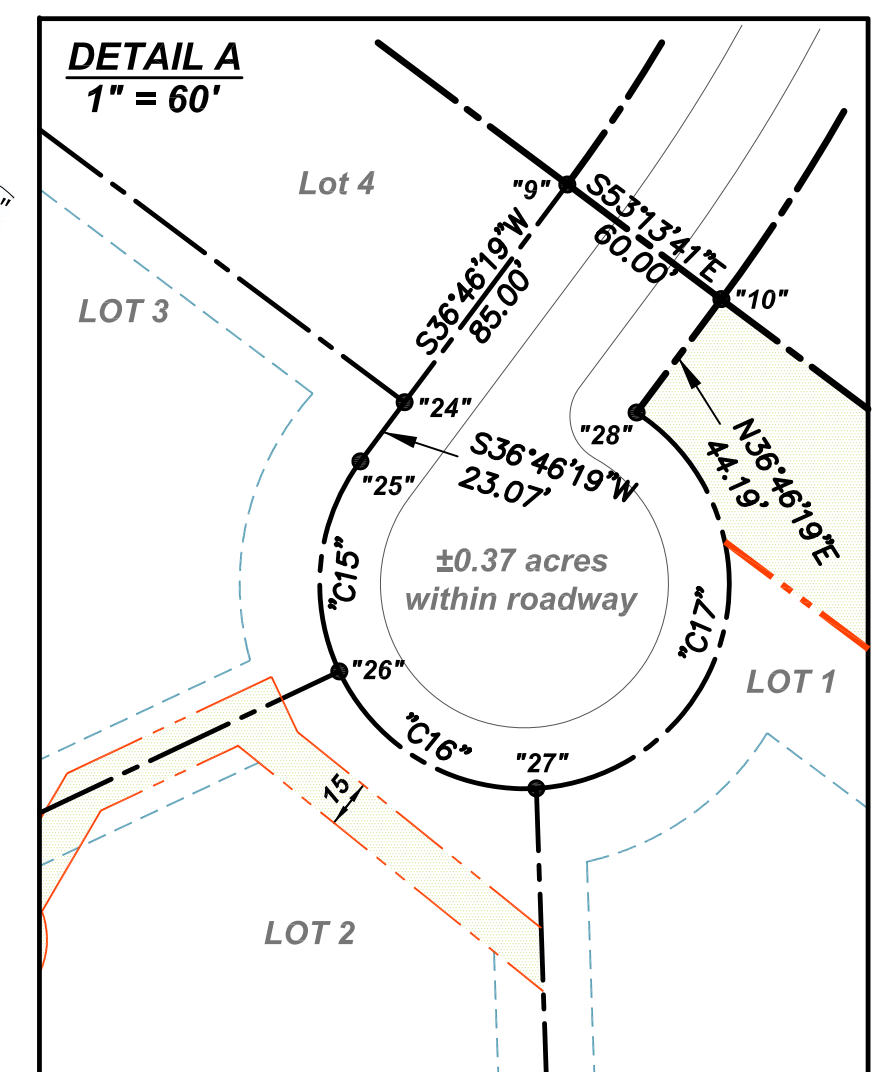 DETAIL A
1" = 60'
Lot 4
"9"
S53°13'41"E
60.00'
"10"
S36°46'19"W
85.00'
LOT 3
"24"
"28"
N36°46'19"E
44.19'
S36°46'19"W
23.07'
"25"
±0.37 acres
within roadway
"C15"
"C17"
"26"
LOT 1
"C16"
"27"
15
LOT 2
"